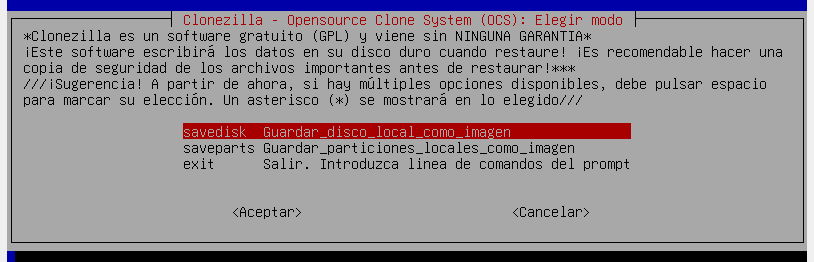 Clonezilla - Opensource Clone System (OCS): Elegir modo
*Clonezilla es un software gratuito (GPL) y viene sin NINGUNA GARANTIA*
¡Este software escribirá los datos en su disco duro cuando restaure! ¡Es recomendable hacer una
copia de seguridad de los archivos importantes antes de restaurar!***
///¡Sugerencia! A partir de ahora, si hay múltiples opciones disponibles, debe pulsar espacio
para marcar su elección. Un asterisco (*) se mostrará en lo elegido///
savedisk Guardar_disco_local_como_imagen
saveparts Guardar_particiones_locales_como_imagen
exit Salir. Introduzca linea de comandos del prompt
<Aceptar> <Cancelar>